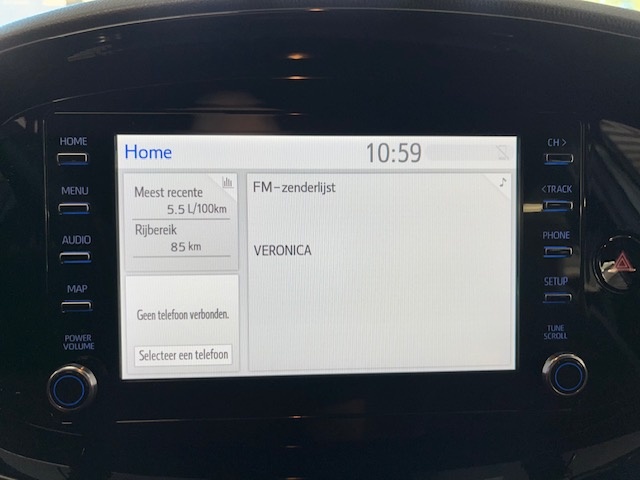 Home
10:59
Meest recente
5.5 L/100km
Rijbereik
85 km
Geen telefoon verbonden.
Selecteer een telefoon
FM-zenderlijst
VERONICA
HOME
MENU
AUDIO
MAP
POWER
VOLUME
CH >
< TRACK
PHONE
SETUP
TUNE
SCROLL